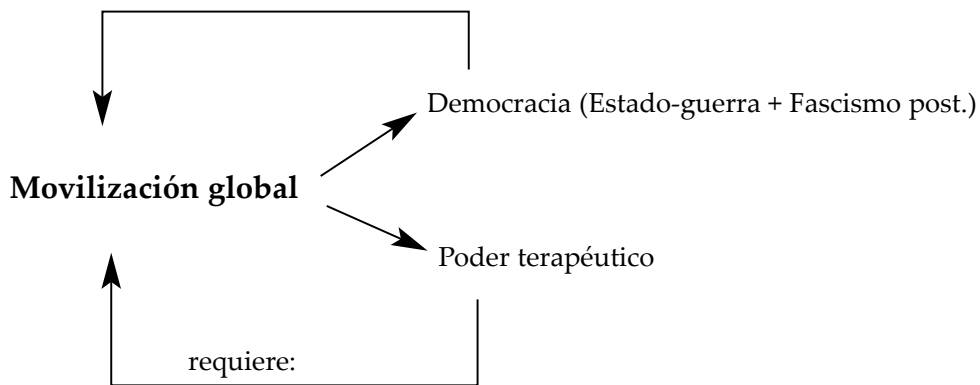 Democracia (Estado-guerra + Fascismo post.)
Movilización global
Poder terapéutico
requiere: